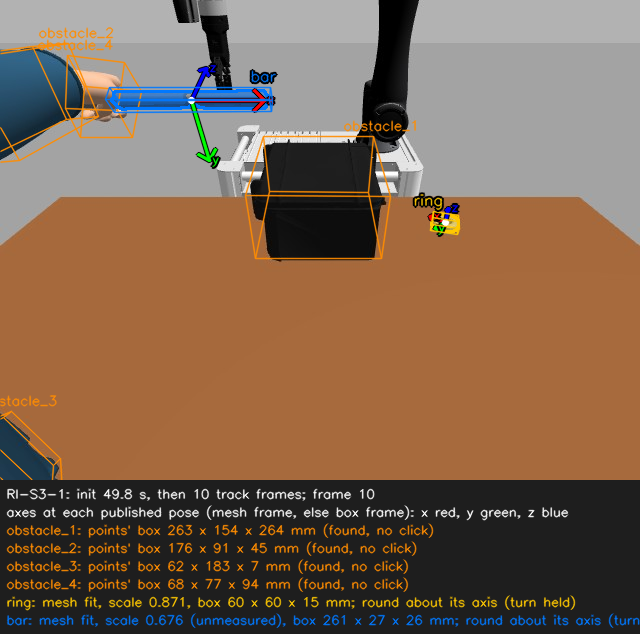 obstacle_2
obstacle_4
bar
y
obstacle_1
ring
stacle_3
RI-S3-1: init 49.8 s, then 10 track frames; frame 10
axes at each published pose (mesh frame, else box frame): x red, y green, z blue
obstacle_1: points' box 263 x 154 x 264 mm (found, no click)
obstacle_2: points' box 176 x 91 x 45 mm (found, no click)
obstacle_3: points' box 62 x 183 x 7 mm (found, no click)
obstacle_4: points' box 68 x 77 x 94 mm (found, no click)
ring: mesh fit, scale 0.871, box 60 x 60 x 15 mm; round about its axis (turn held)
bar: mesh fit, scale 0.676 (unmeasured), box 261 x 27 x 26 mm; round about its axis (turn